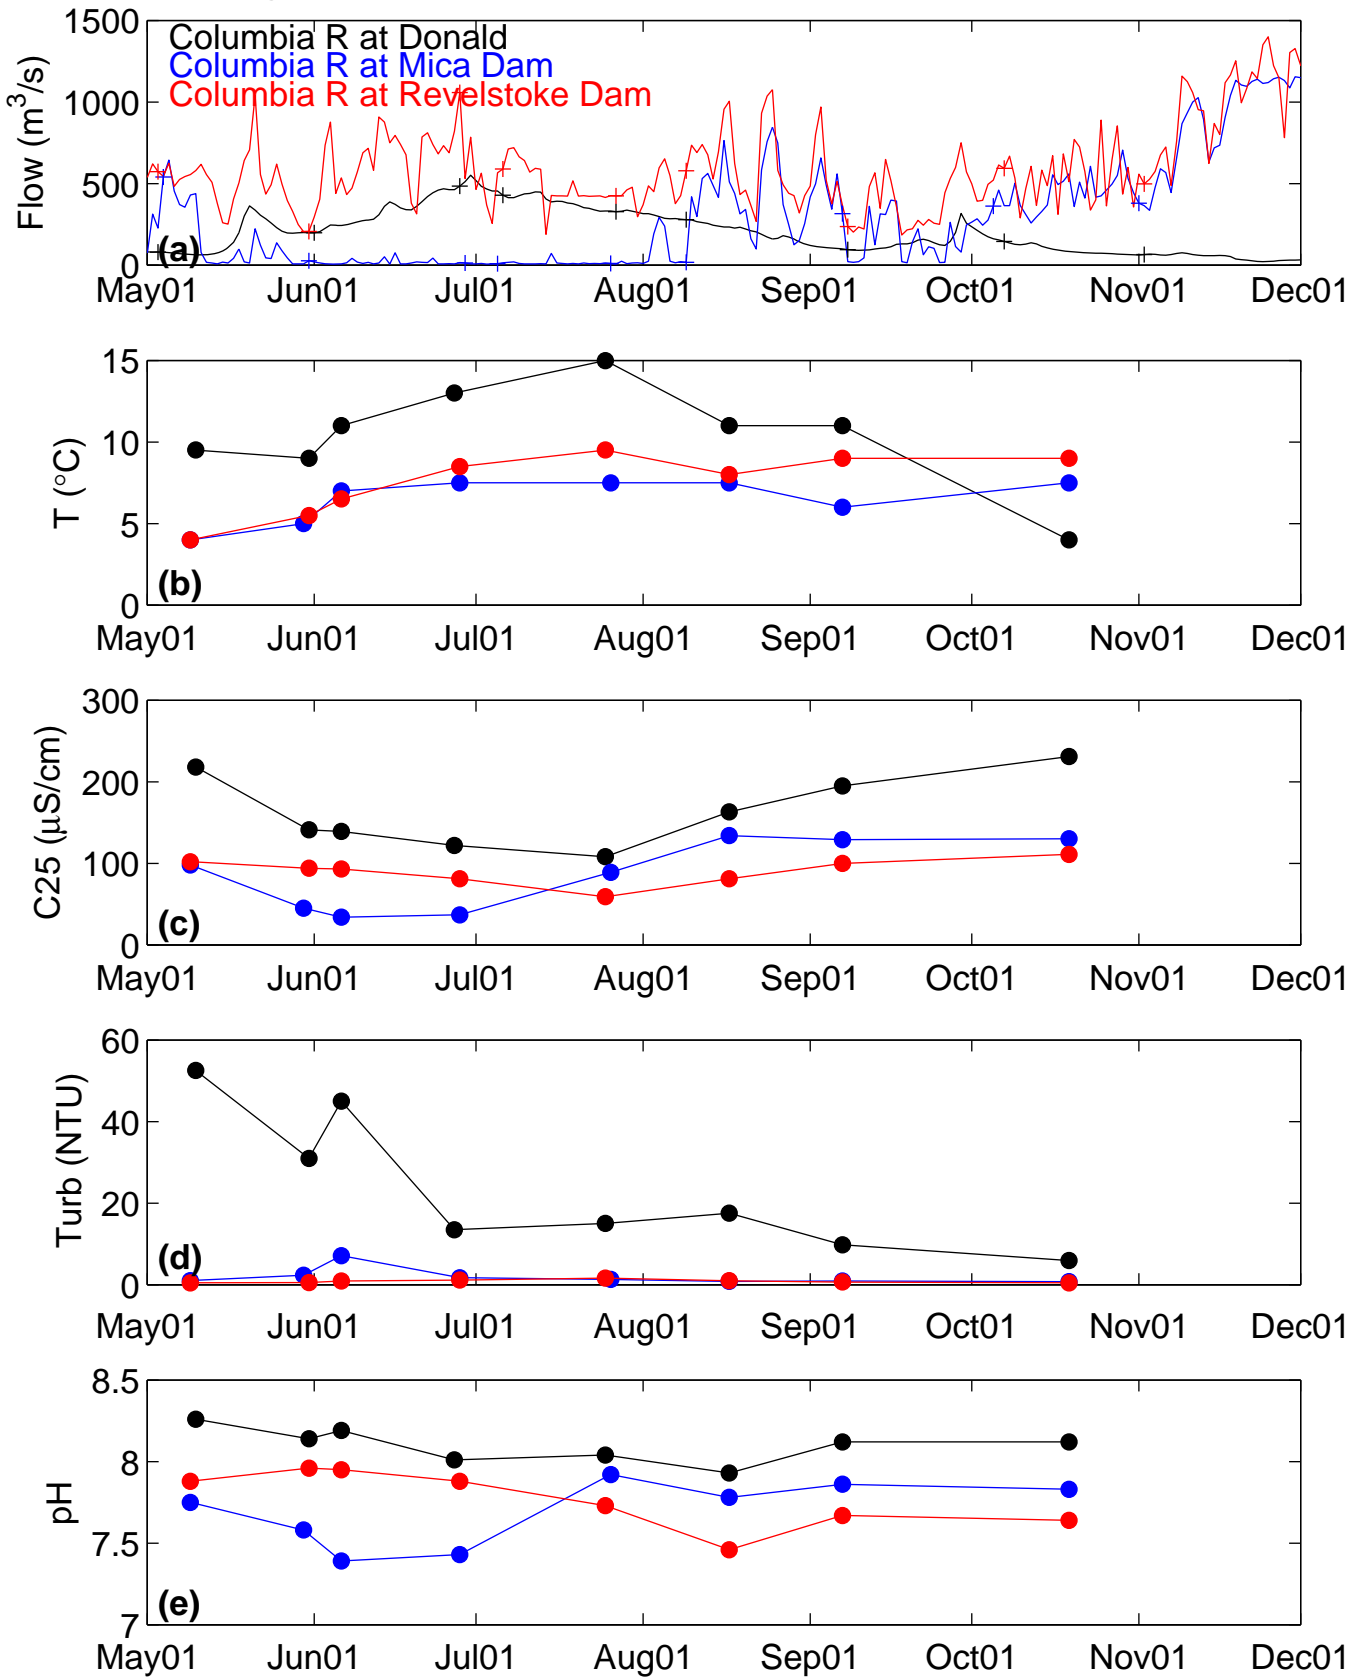 1500
1000
500
0
Flow (m³/s)
Columbia R at Donald
Columbia R at Mica Dam
Columbia R at Revelstoke Dam
(a)
May01 Jun01 Jul01 Aug01 Sep01 Oct01 Nov01 Dec01
15
10
5
0
T (°C)
(b)
May01 Jun01 Jul01 Aug01 Sep01 Oct01 Nov01 Dec01
300
200
100
0
C25 (µS/cm)
(c)
May01 Jun01 Jul01 Aug01 Sep01 Oct01 Nov01 Dec01
60
40
20
0
Turb (NTU)
(d)
May01 Jun01 Jul01 Aug01 Sep01 Oct01 Nov01 Dec01
8.5
8
7.5
7
pH
(e)
May01 Jun01 Jul01 Aug01 Sep01 Oct01 Nov01 Dec01